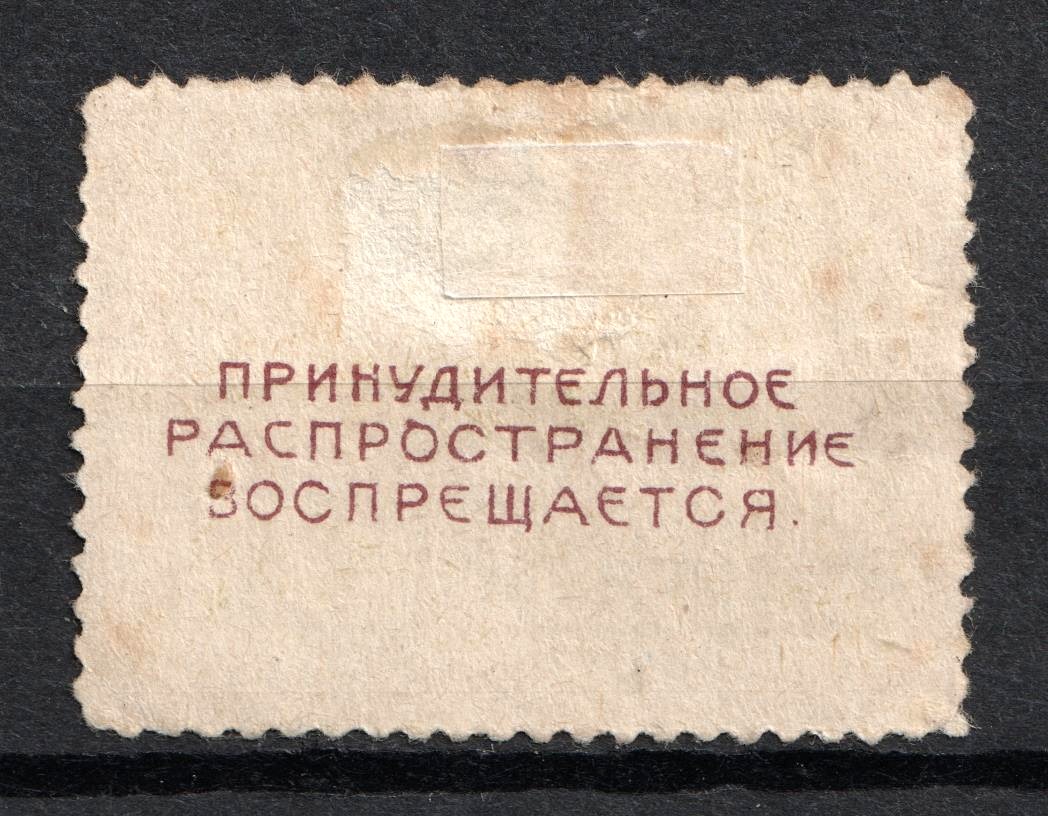 ПРИНУДИТЕЛЬНОЕ
РАСПРОСТРАНЕНИЕ
ВОСПРЕЩАЕТСЯ.